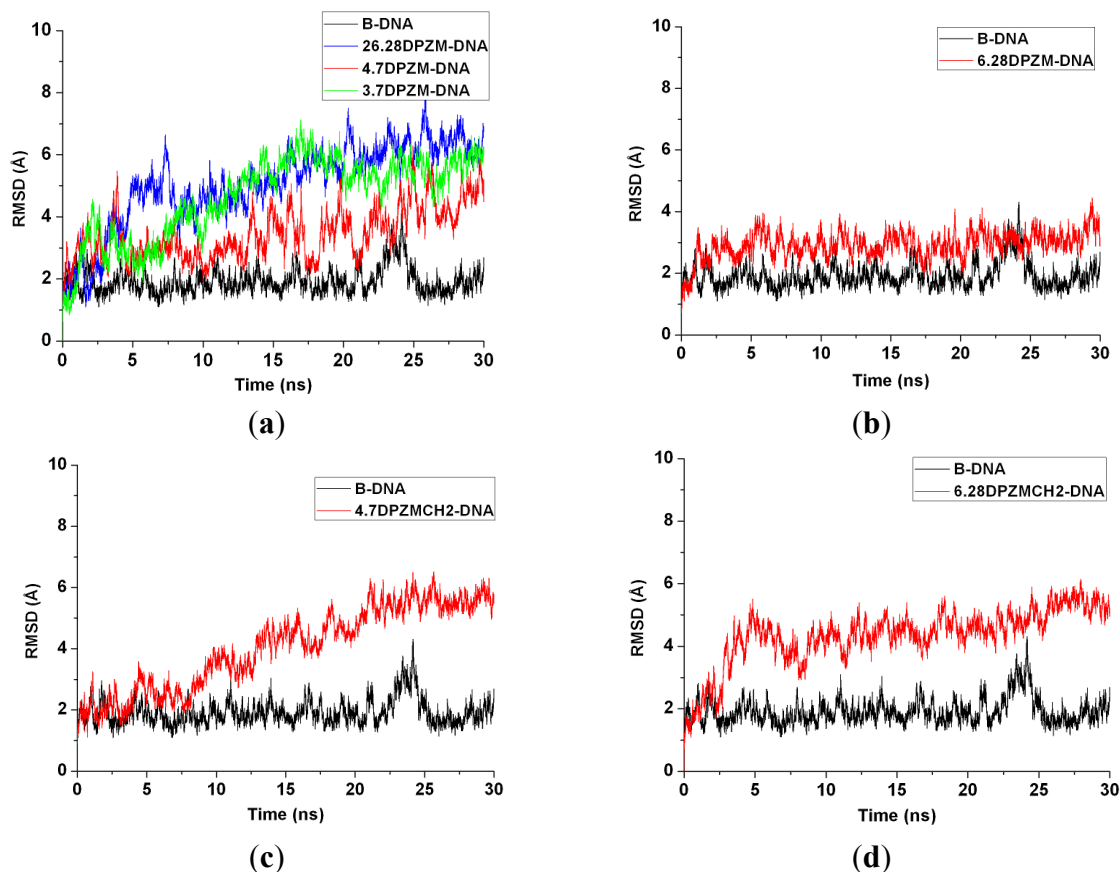 B-DNA
26.28DPZM-DNA
4.7DPZM-DNA
3.7DPZM-DNA
RMSD (Å)
10
8
6
4
2
0
0 5 10 15 20 25 30
Time (ns)
(a)
B-DNA
6.28DPZM-DNA
RMSD (Å)
10
8
6
4
2
0
0 5 10 15 20 25 30
Time (ns)
(b)
B-DNA
4.7DPZMCH2-DNA
RMSD (Å)
10
8
6
4
2
0
0 5 10 15 20 25 30
Time (ns)
(c)
B-DNA
6.28DPZMCH2-DNA
RMSD (Å)
10
8
6
4
2
0
0 5 10 15 20 25 30
Time (ns)
(d)